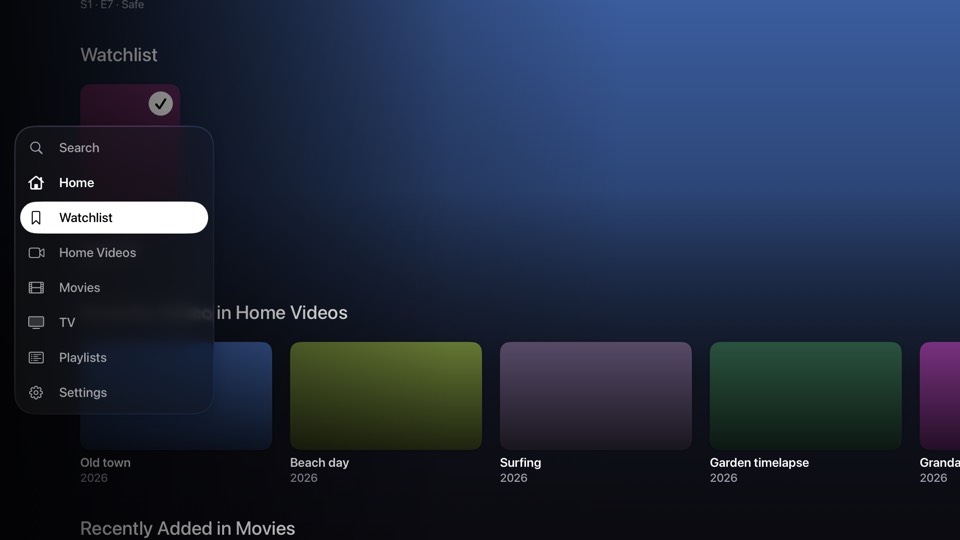 S1 · E7 · Safe
Watchlist
Search
Home
Watchlist
Home Videos
Movies
TV
Playlists
Settings
in Home Videos
Old town
2026
Beach day
2026
Surfing
2026
Garden timelapse
2026
Granda
2026
Recently Added in Movies